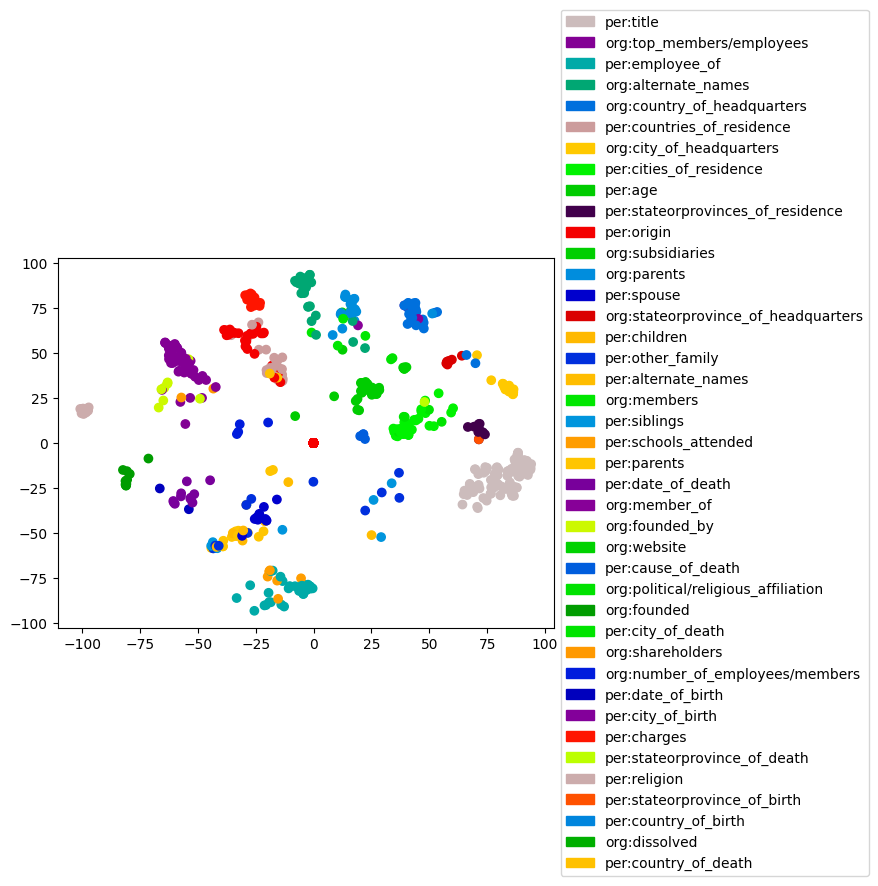 per:title
org:top_members/employees
per:employee_of
org:alternate_names
org:country_of_headquarters
per:countries_of_residence
org:city_of_headquarters
per:cities_of_residence
per:age
per:stateorprovinces_of_residence
per:origin
org:subsidiaries
org:parents
per:spouse
org:stateorprovince_of_headquarters
per:children
per:other_family
per:alternate_names
org:members
per:siblings
per:schools_attended
per:parents
per:date_of_death
org:member_of
org:founded_by
org:website
per:cause_of_death
org:political/religious_affiliation
org:founded
per:city_of_death
org:shareholders
org:number_of_employees/members
per:date_of_birth
per:city_of_birth
per:charges
per:stateorprovince_of_death
per:religion
per:stateorprovince_of_birth
per:country_of_birth
org:dissolved
per:country_of_death
100
75
50
25
0
−25
−50
−75
−100
−100 −75 −50 −25 0 25 50 75 100